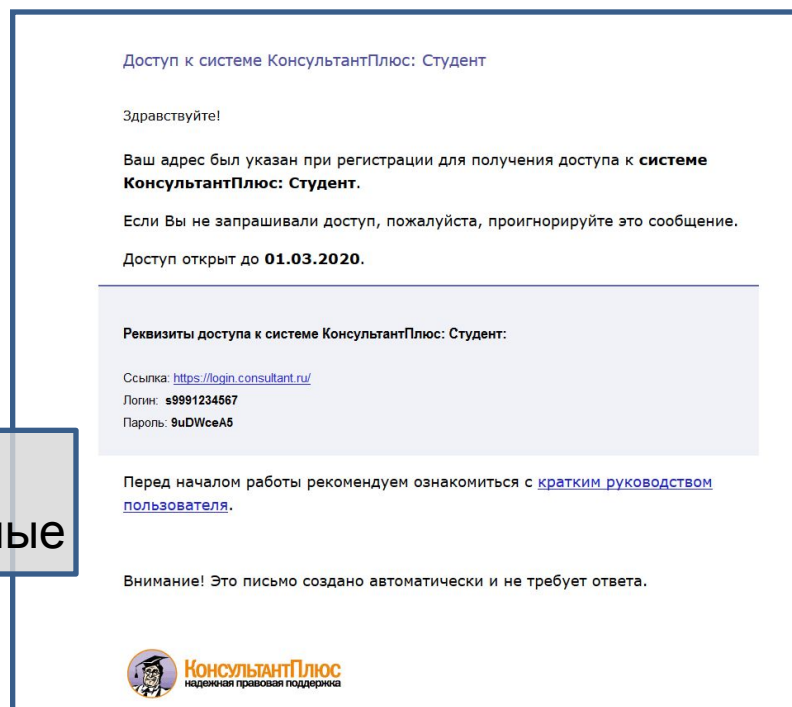 Доступ к системе КонсультантПлюс: Студент
Здравствуйте!
Ваш адрес был указан при регистрации для получения доступа к системе
КонсультантПлюс: Студент.
Если Вы не запрашивали доступ, пожалуйста, проигнорируйте это сообщение.
Доступ открыт до 01.03.2020.
Реквизиты доступа к системе КонсультантПлюс: Студент:
Ссылка: https://login.consultant.ru/
Логин: s9991234567
Пароль: 9uDWceA5
Перед началом работы рекомендуем ознакомиться с кратким руководством
пользователя.
Внимание! Это письмо создано автоматически и не требует ответа.
КонсультантПлюс
надежная правовая поддержка